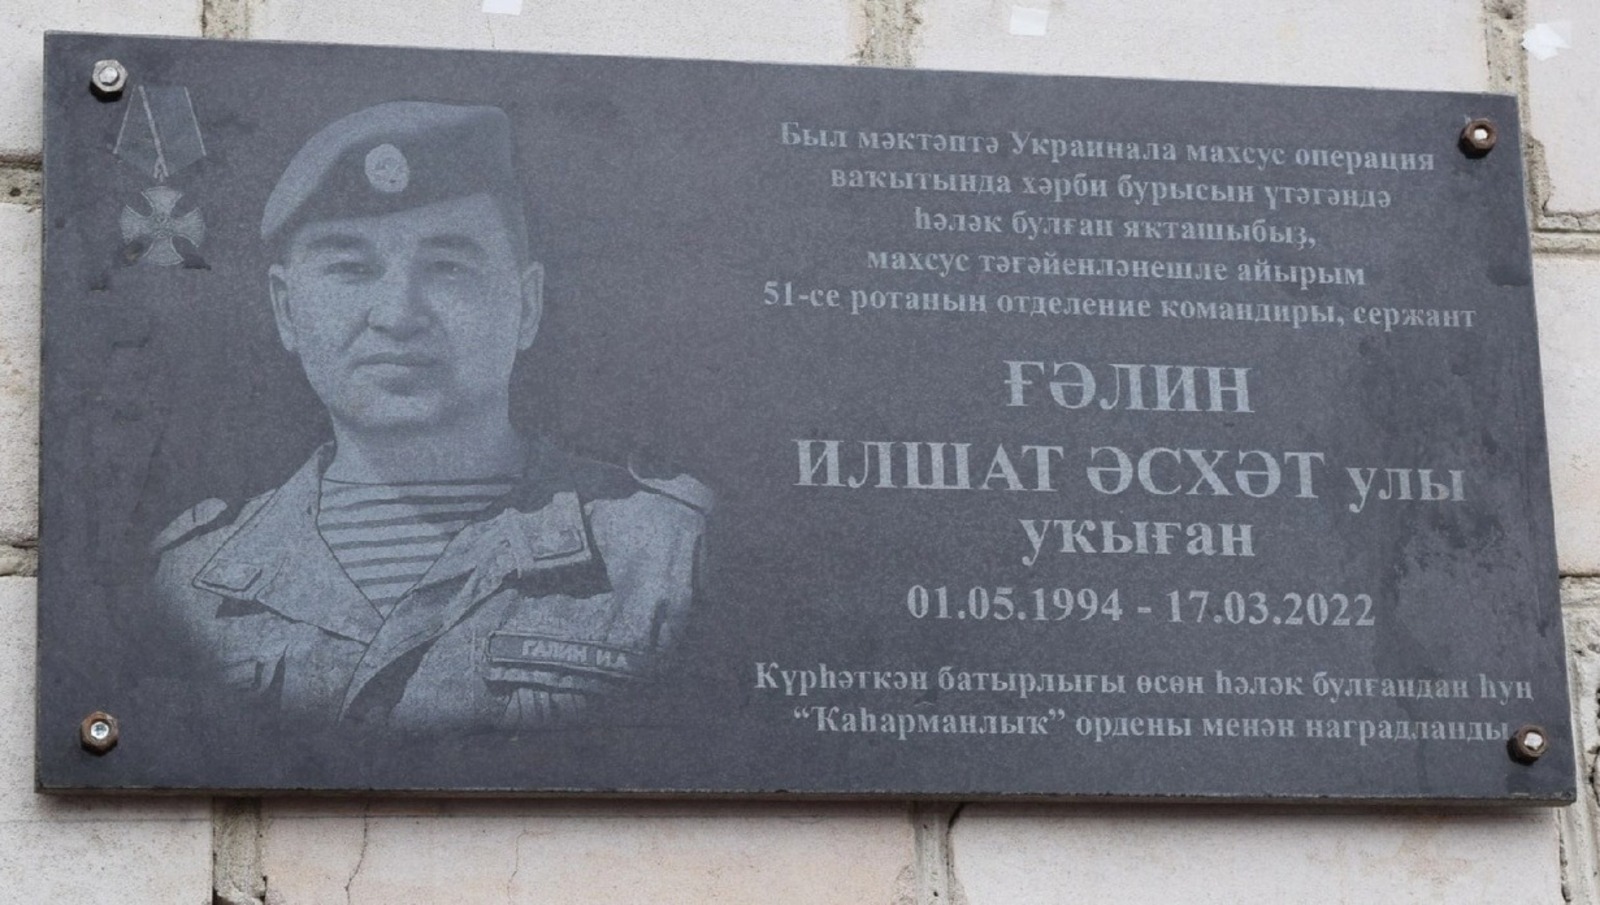 Был мәктәптә Украинала махсус операция
ваҡытында хәрби бурысын үтәгәндә
һәләк булған яҡташыбыҙ,
махсус тәғәйенләнешле айырым
51-се ротаның отделение командиры, сержант
ҒӘЛИН
ИЛШАТ ӘСХӘТ улы
уҡыған
01.05.1994 - 17.03.2022
Күрһәткән батырлығы өсөн һәләк булғандан һуң
“Ҡаһарманлыҡ” ордены менән наградланды
ГАЛИН И.А